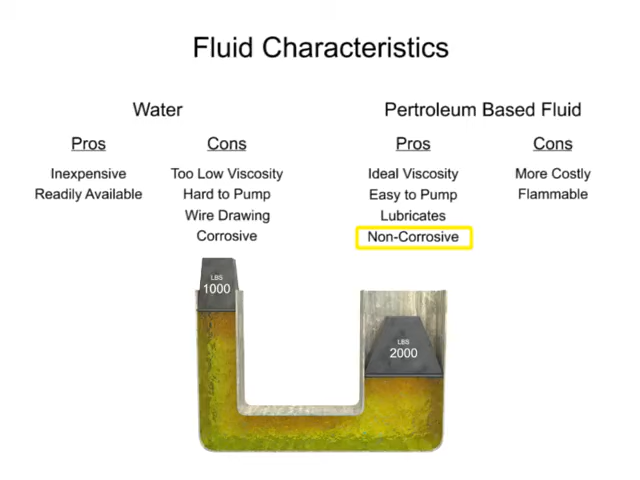 Fluid Characteristics
Water
Pertroleum Based Fluid
Pros
Cons
Pros
Cons
Inexpensive
Too Low Viscosity
Ideal Viscosity
More Costly
Readily Available
Hard to Pump
Easy to Pump
Flammable
Wire Drawing
Lubricates
Corrosive
Non-Corrosive
LBS
1000
LBS
2000